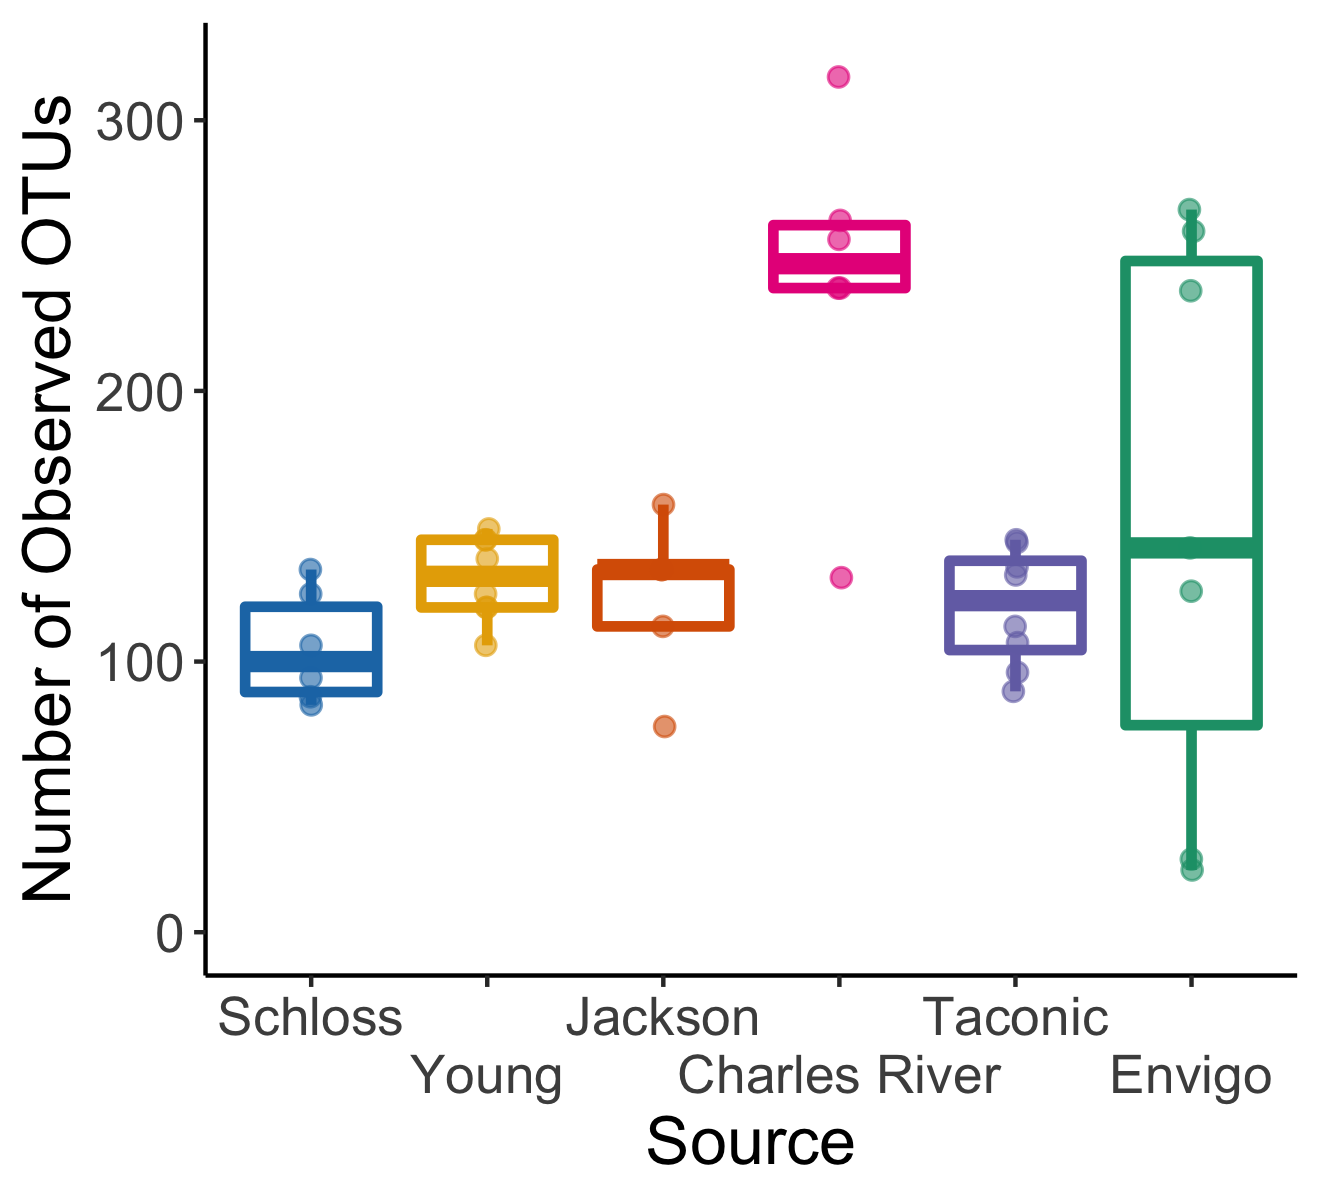 Number of Observed OTUs
300
200
100
0
Schloss
Jackson
Taconic
Young
Charles River
Envigo
Source